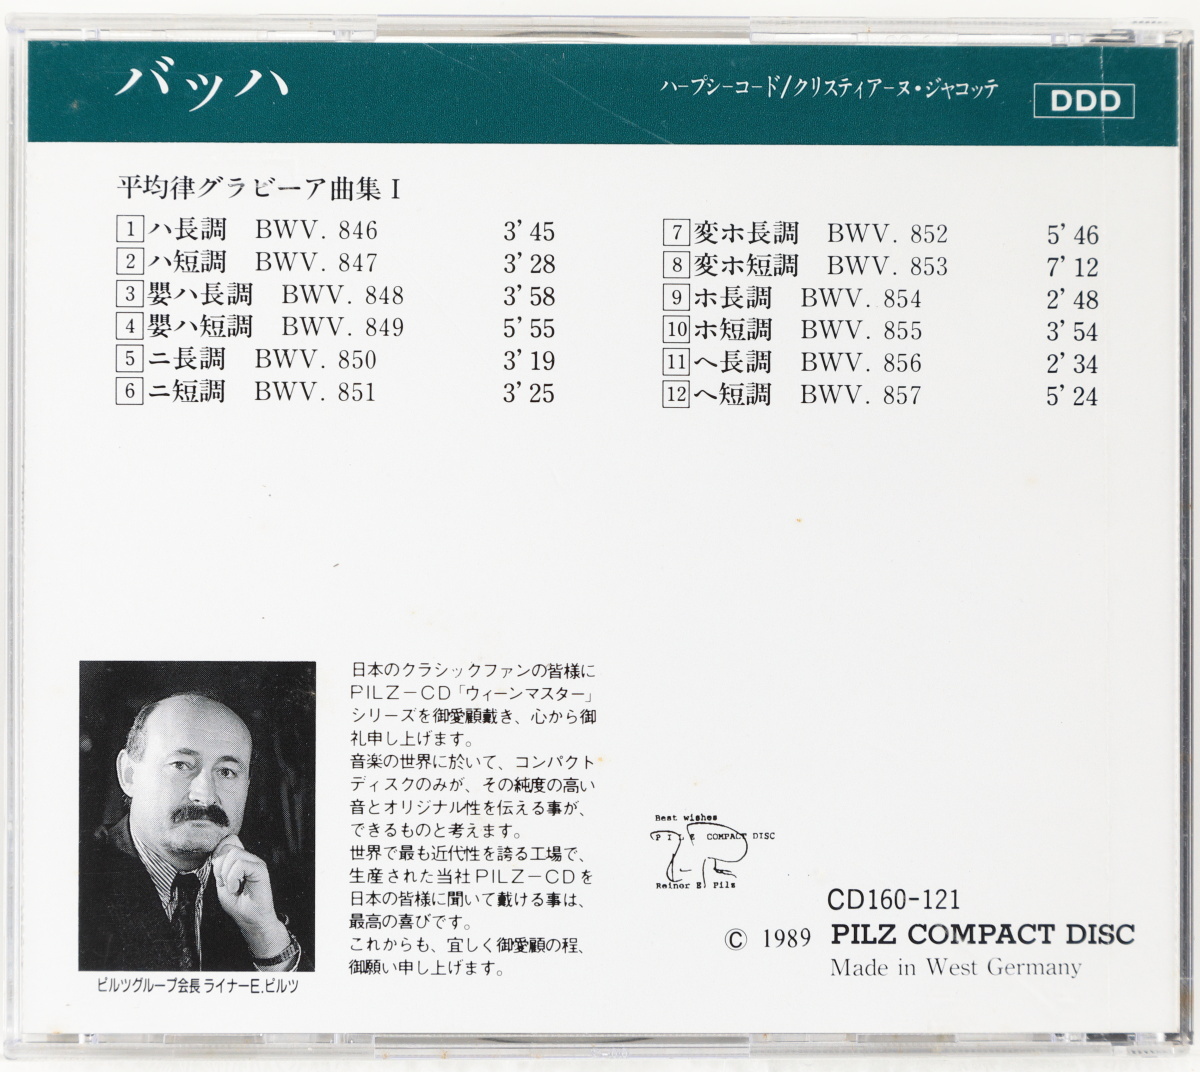 バッハ
ハープシーコード/クリスティアーヌ・ジャコッテ
DDD
平均律グラビーア曲集 I
1 ハ長調 BWV. 846 3'45
2 ハ短調 BWV. 847 3'28
3 嬰ハ長調 BWV. 848 3'58
4 嬰ハ短調 BWV. 849 5'55
5 ニ長調 BWV. 850 3'19
6 ニ短調 BWV. 851 3'25
7 変ホ長調 BWV. 852 5'46
8 変ホ短調 BWV. 853 7'12
9 ホ長調 BWV. 854 2'48
10 ホ短調 BWV. 855 3'54
11 ヘ長調 BWV. 856 2'34
12 ヘ短調 BWV. 857 5'24
日本のクラシックファンの皆様に
PILZ-CD「ウィーンマスター」
シリーズを御愛顧戴き、心から御
礼申し上げます。
音楽の世界に於いて、コンパクト
ディスクのみが、その純度の高い
音とオリジナル性を伝える事が、
できるものと考えます。
世界で最も近代性を誇る工場で、
生産された当社PILZ-CDを
日本の皆様に聞いて戴ける事は、
最高の喜びです。
これからも、宜しく御愛顧の程、
御願い申し上げます。
ピルツグループ会長 ライナーE.ピルツ
Best wishes
PILZ COMPACT DISC
Reinor E. Pilz
CD160-121
© 1989 PILZ COMPACT DISC
Made in West Germany